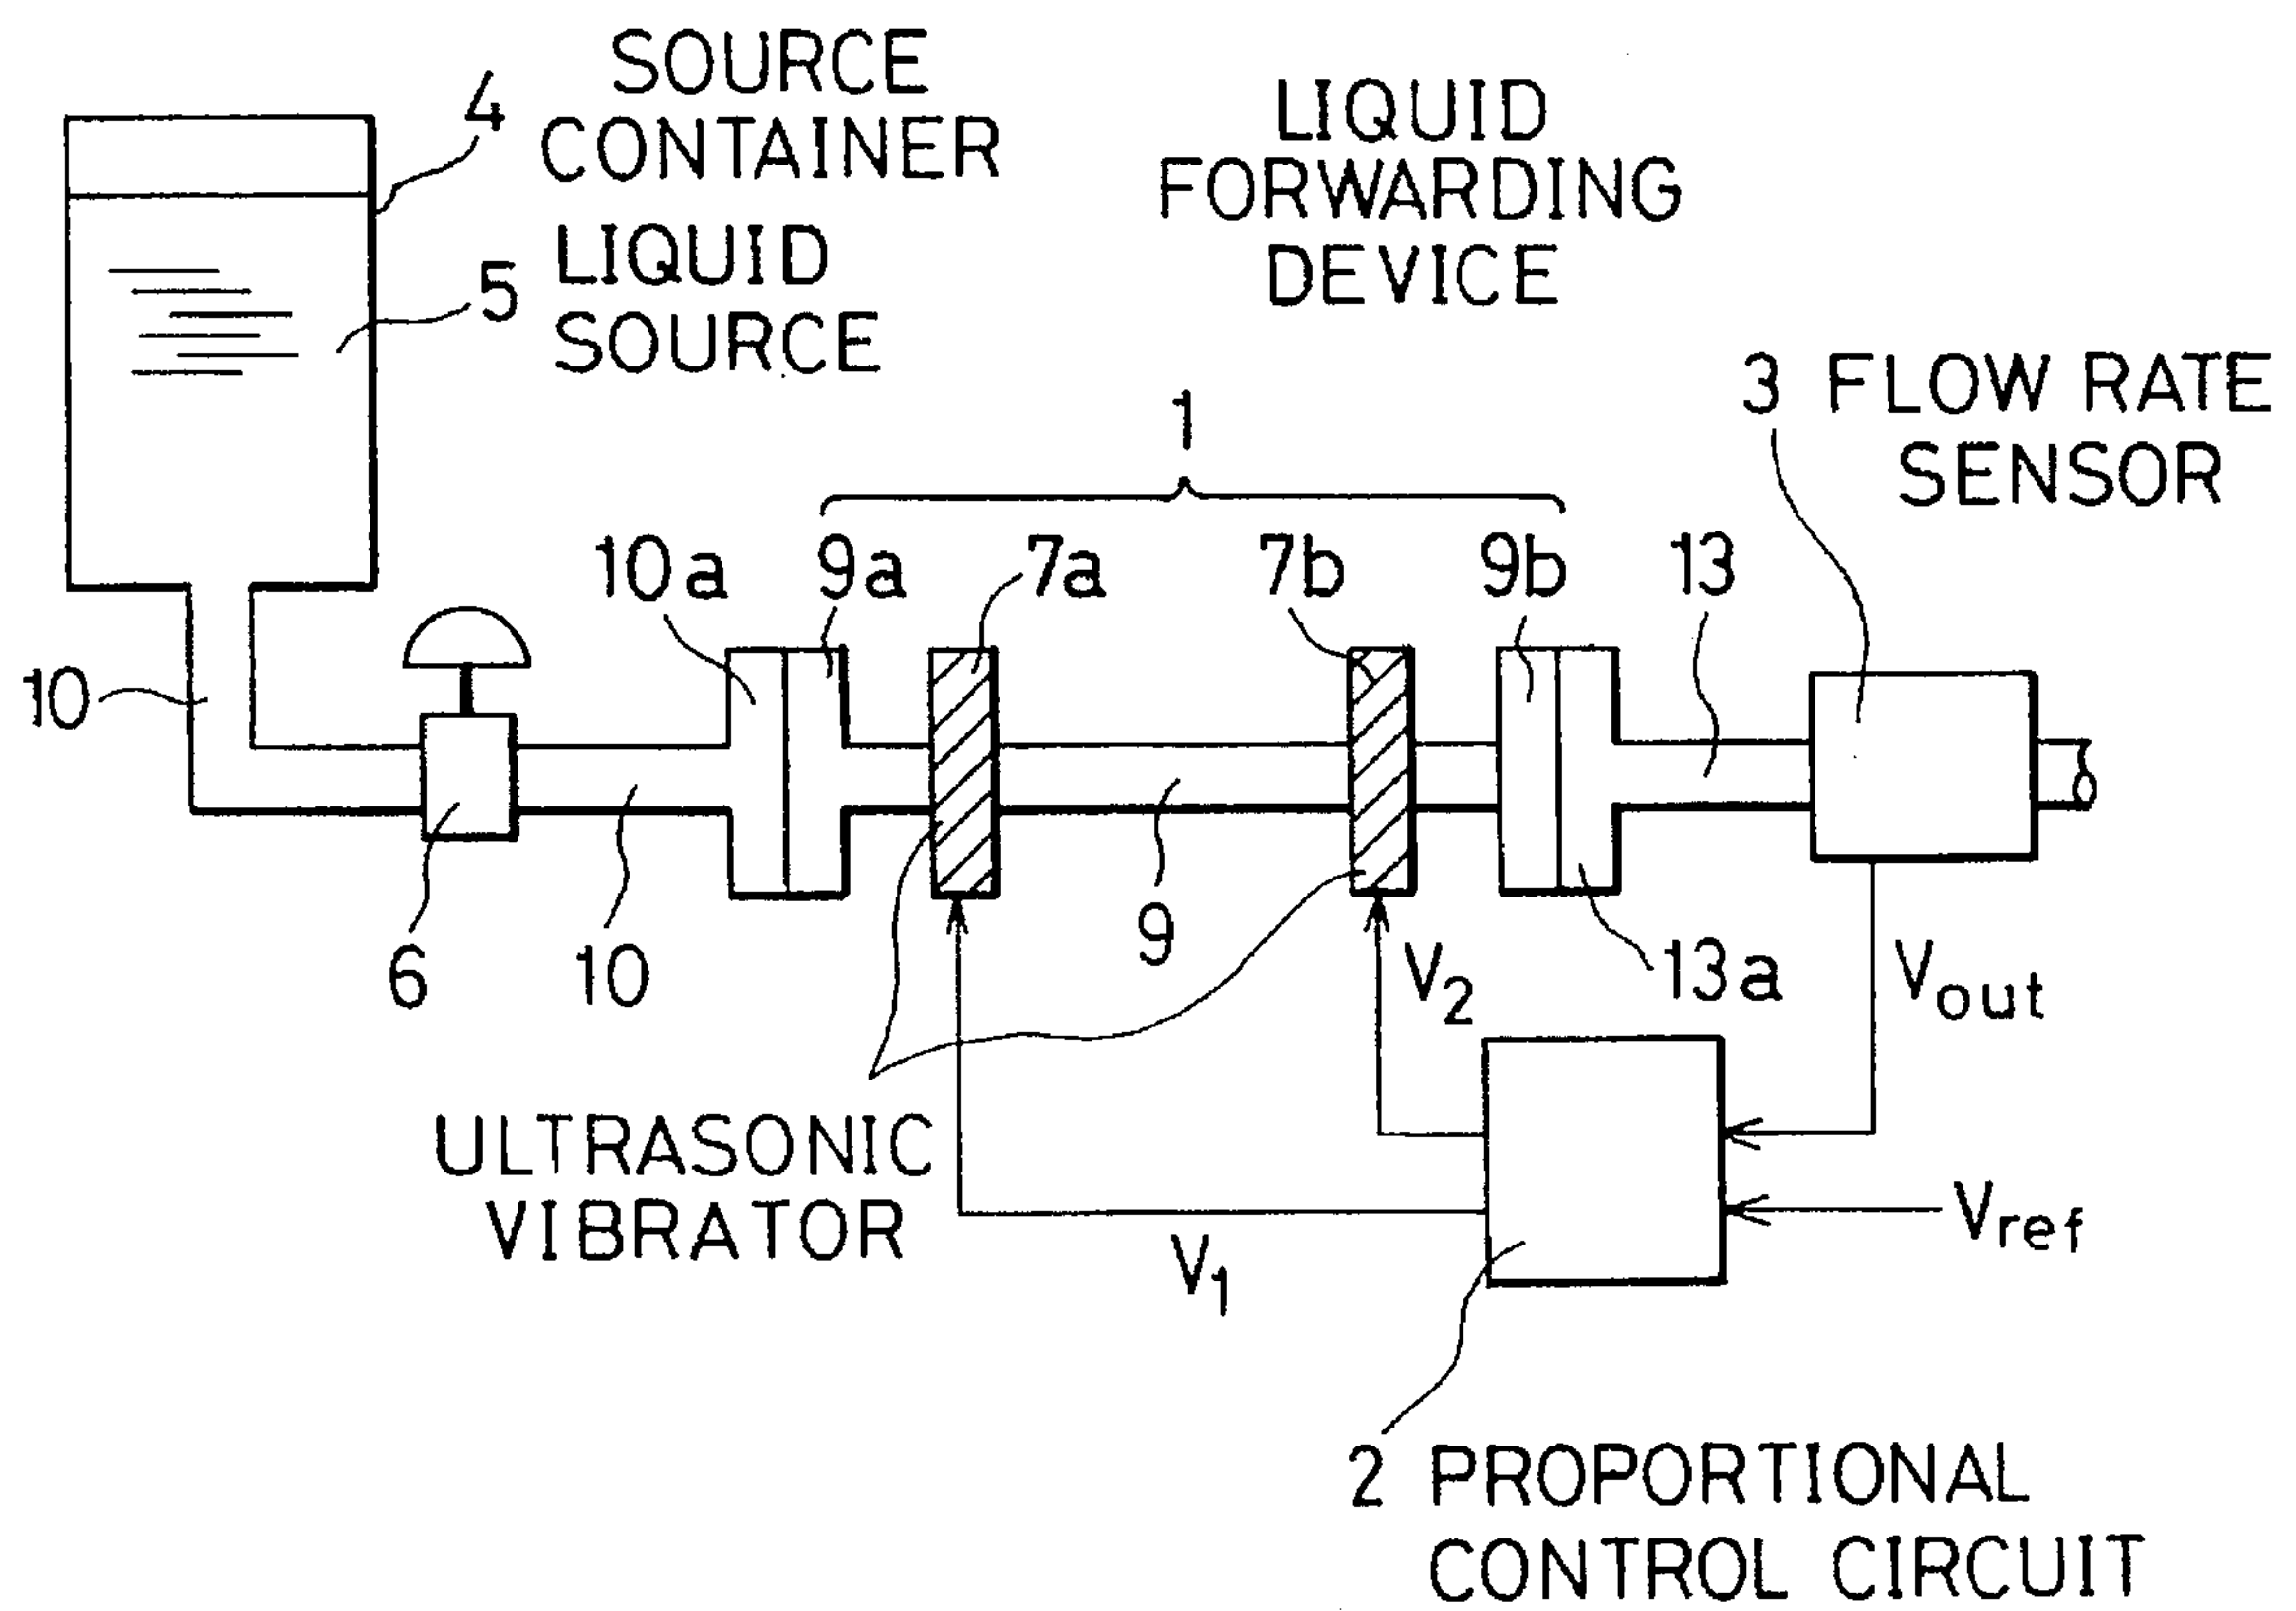 4 SOURCE
CONTAINER
5 LIQUID
SOURCE
LIQUID
FORWARDING
DEVICE
1
3 FLOW RATE
SENSOR
10a 9a 7a 7b 9b 13
10
6 10 9 13a
V2 Vout
ULTRASONIC
VIBRATOR
V1
Vref
2 PROPORTIONAL
CONTROL CIRCUIT